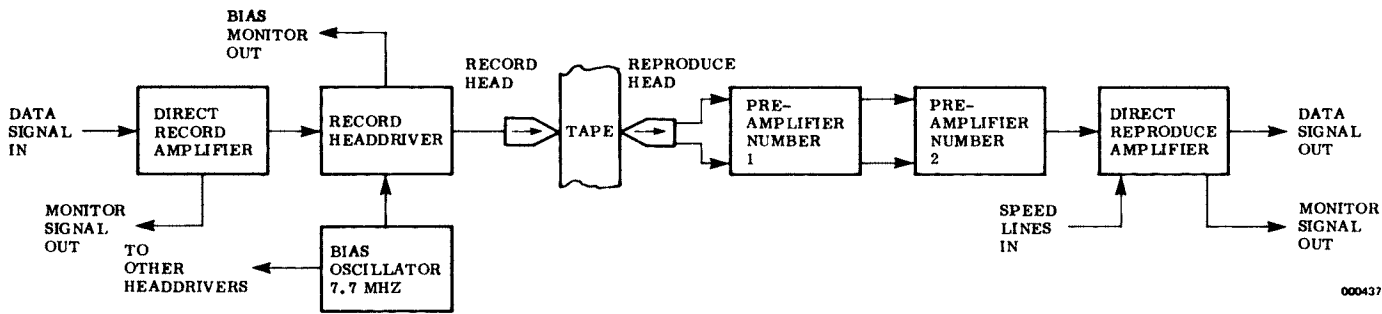 BIAS
MONITOR
OUT
DATA
SIGNAL
IN
DIRECT
RECORD
AMPLIFIER
MONITOR
SIGNAL
OUT
RECORD
HEADDRIVER
BIAS
OSCILLATOR
7.7 MHZ
TO
OTHER
HEADDRIVERS
RECORD
HEAD
TAPE
REPRODUCE
HEAD
PRE-
AMPLIFIER
NUMBER
1
PRE-
AMPLIFIER
NUMBER
2
DIRECT
REPRODUCE
AMPLIFIER
SPEED
LINES
IN
DATA
SIGNAL
OUT
MONITOR
SIGNAL
OUT
000437